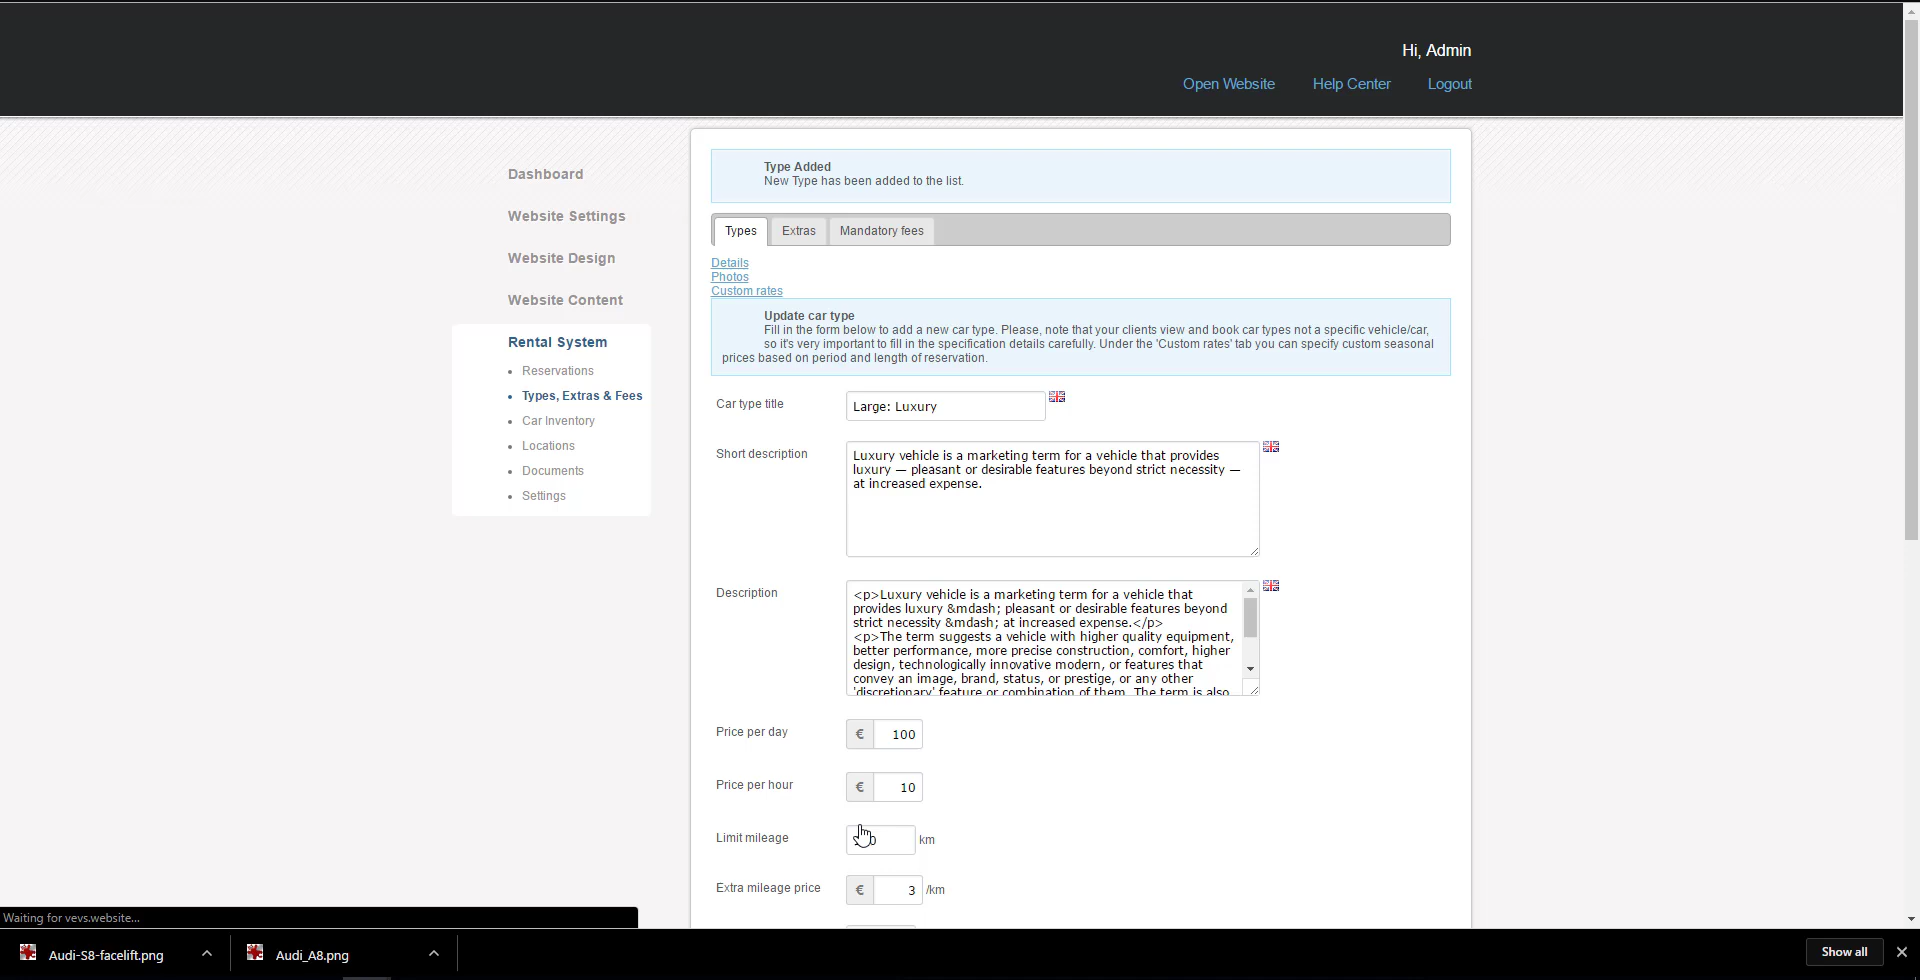 Hi, Admin
Open Website Help Center Logout
Dashboard
Website Settings
Website Design
Website Content
Rental System
Reservations
Types, Extras & Fees
Car Inventory
Locations
Documents
Settings
Type Added
New Type has been added to the list.
Types Extras Mandatory fees
Details
Photos
Custom rates
Update car type
Fill in the form below to add a new car type. Please, note that your clients view and book car types not a specific vehicle/car,
so it's very important to fill in the specification details carefully. Under the 'Custom rates' tab you can specify custom seasonal
prices based on period and length of reservation.
Car type title Large: Luxury
Short description
Luxury vehicle is a marketing term for a vehicle that provides
luxury — pleasant or desirable features beyond strict necessity —
at increased expense.
Description
<p>Luxury vehicle is a marketing term for a vehicle that
provides luxury &mdash; pleasant or desirable features beyond
strict necessity &mdash; at increased expense.</p>
<p>The term suggests a vehicle with higher quality equipment,
better performance, more precise construction, comfort, higher
design, technologically innovative modern, or features that
convey an image, brand, status, or prestige, or any other
'discretionary' feature or combination of them. The term is also
Price per day € 100
Price per hour € 10
Limit mileage km
Extra mileage price € 3 /km
Waiting for vevs.website...
Audi-S8-facelift.png Audi_A8.png Show all